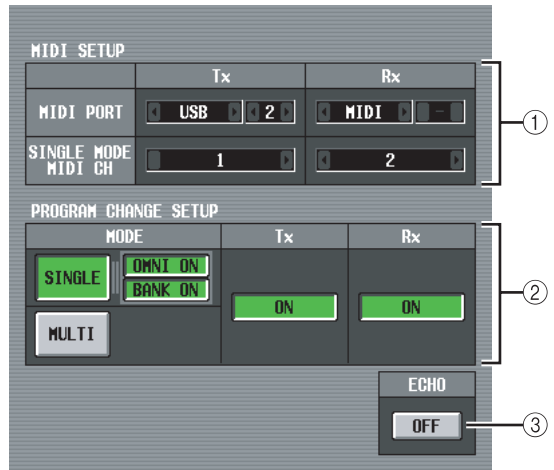 MIDI SETUP
Tx Rx
MIDI PORT USB 2 MIDI -
SINGLE MODE
MIDI CH 1 2
①
PROGRAM CHANGE SETUP
MODE Tx Rx
SINGLE OMNI ON
BANK ON
ON ON
MULTI
②
ECHO
OFF
③